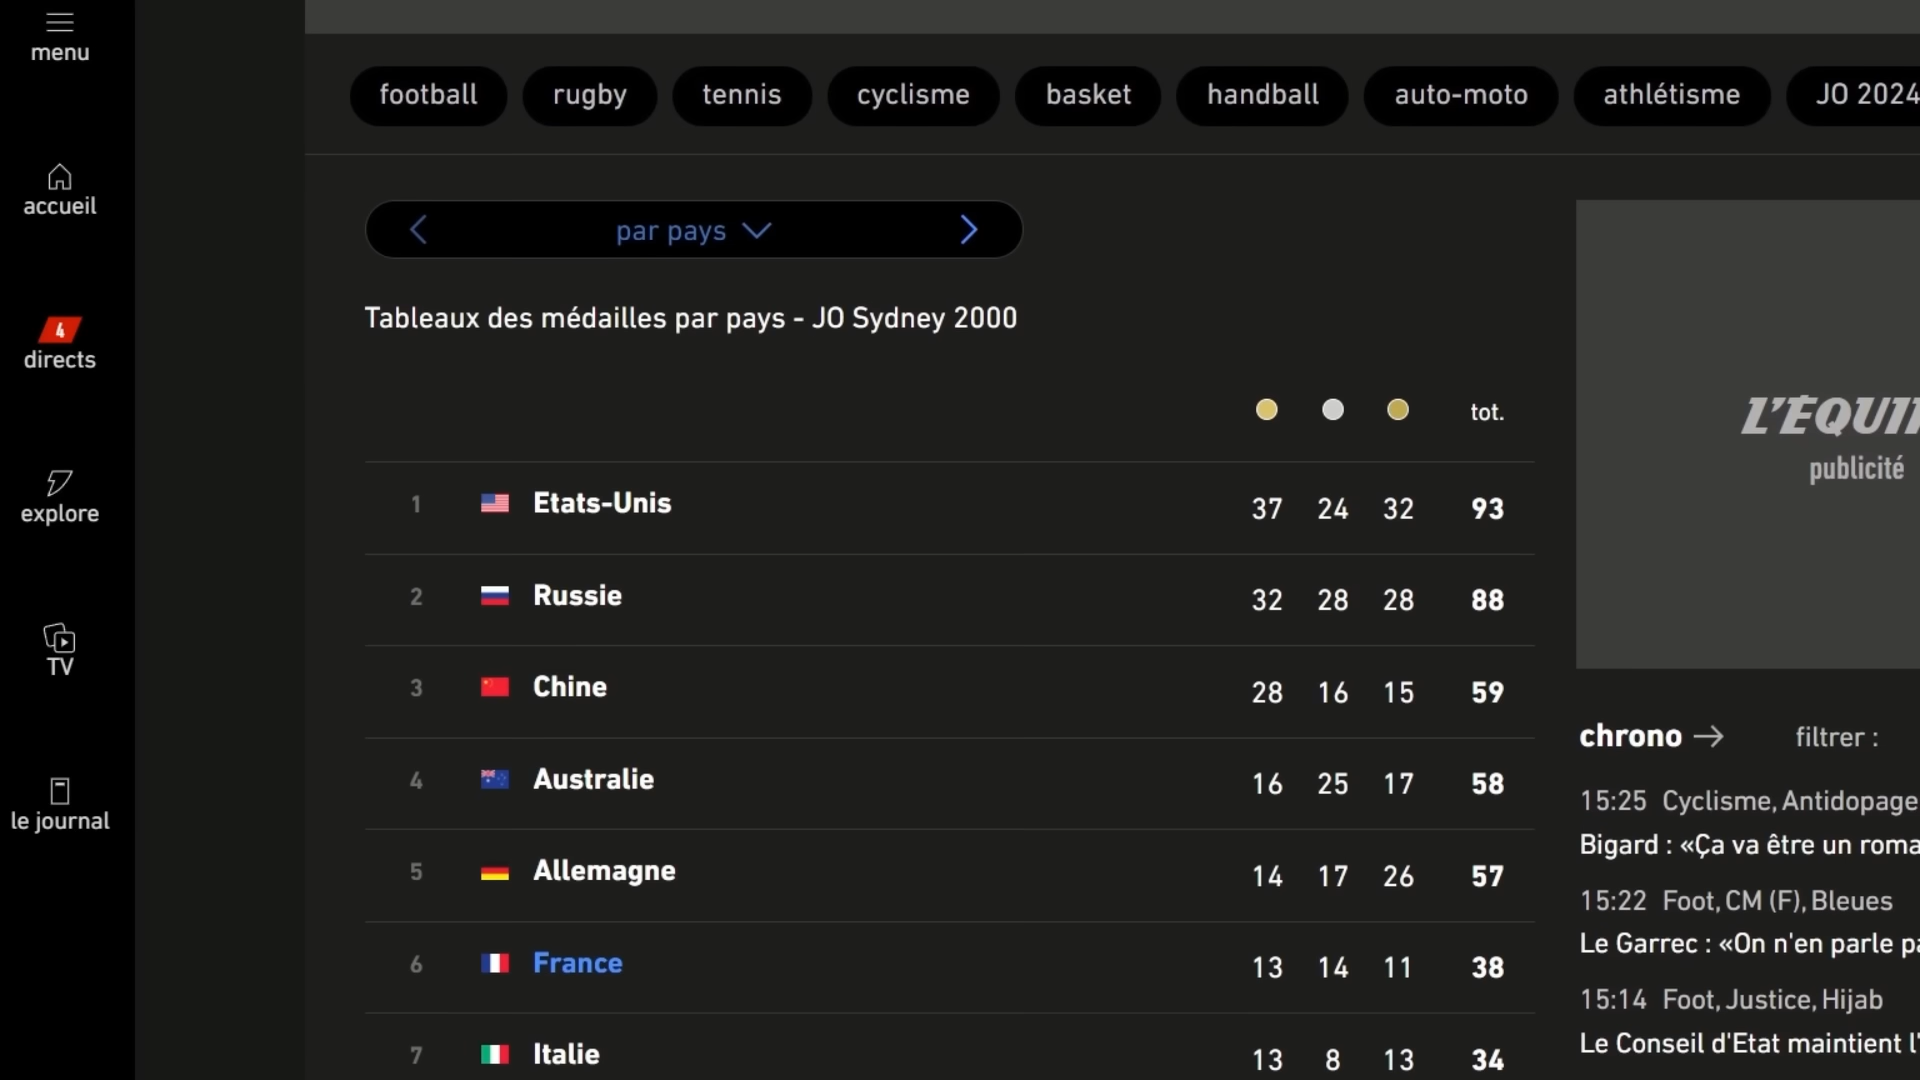 menu
accueil
4
directs
explore
TV
le journal
football rugby tennis cyclisme basket handball auto-moto athlétisme JO 2024
par pays
Tableaux des médailles par pays - JO Sydney 2000
tot.
1 Etats-Unis 37 24 32 93
2 Russie 32 28 28 88
3 Chine 28 16 15 59
4 Australie 16 25 17 58
5 Allemagne 14 17 26 57
6 France 13 14 11 38
7 Italie 13 8 13 34
publicité
chrono filtrer :
15:25 Cyclisme, Antidopage
Bigard : «Ça va être un
15:22 Foot, CM (F), Bleues
Le Garrec : «On n'en parle
15:14 Foot, Justice, Hijab
Le Conseil d'Etat maintient